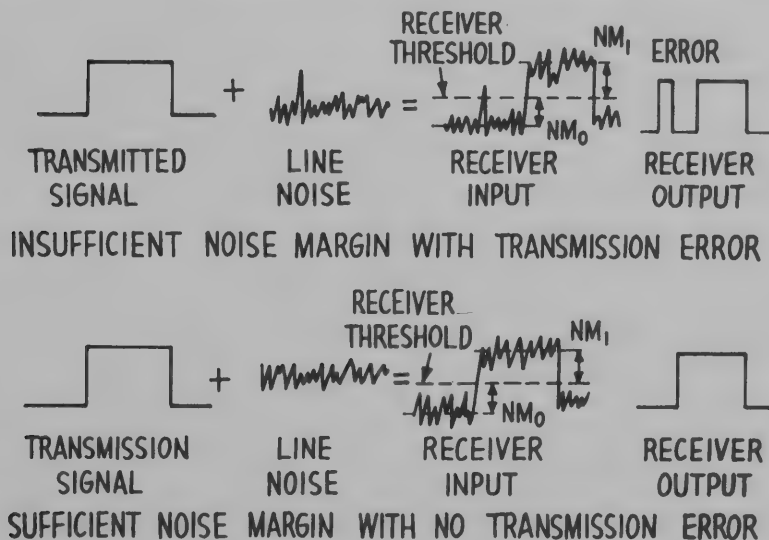 RECEIVER
THRESHOLD
NM1
ERROR
+
=
NM0
TRANSMITTED
SIGNAL
LINE
NOISE
RECEIVER
INPUT
RECEIVER
OUTPUT
INSUFFICIENT NOISE MARGIN WITH TRANSMISSION ERROR
RECEIVER
THRESHOLD
NM1
+
=
NM0
TRANSMISSION
SIGNAL
LINE
NOISE
RECEIVER
INPUT
RECEIVER
OUTPUT
SUFFICIENT NOISE MARGIN WITH NO TRANSMISSION ERROR